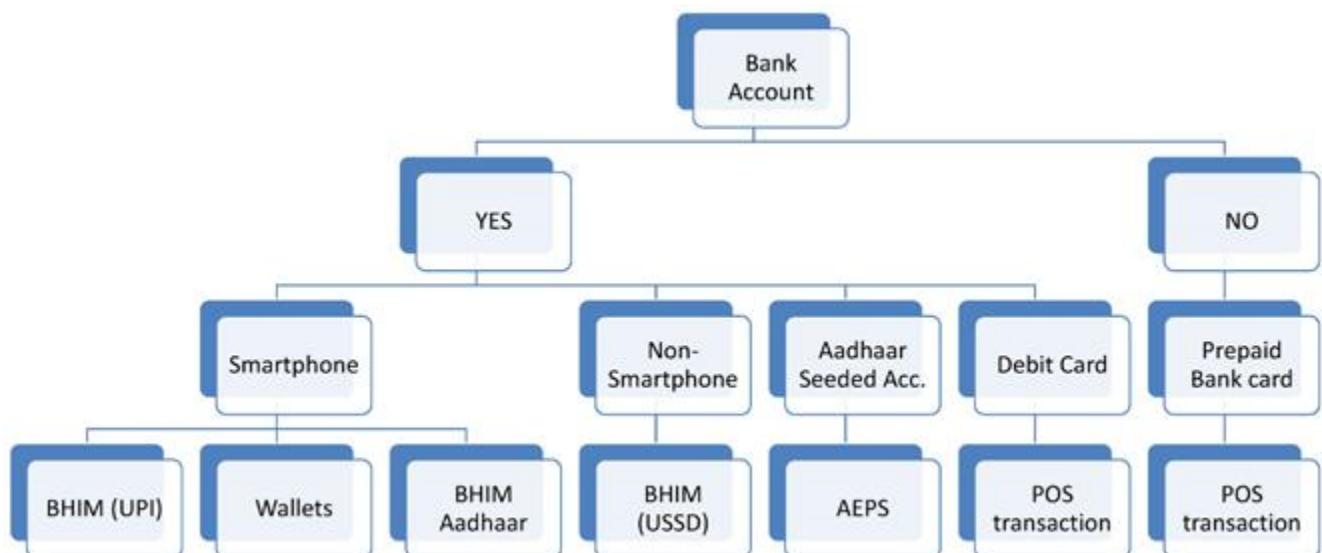 Bank
Account
YES
NO
Smartphone
Non-
Smartphone
Aadhaar
Seeded Acc.
Debit Card
Prepaid
Bank card
BHIM (UPI)
Wallets
BHIM
Aadhaar
BHIM
(USSD)
AEPS
POS
transaction
POS
transaction